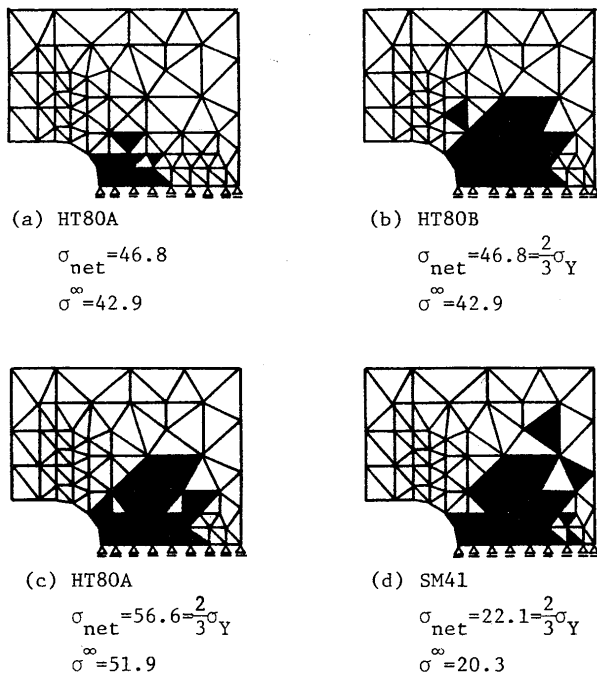 (a) HT80A
σnet=46.8
σ∞=42.9
(b) HT80B
σnet=46.8=2/3σY
σ∞=42.9
(c) HT80A
σnet=56.6=2/3σY
σ∞=51.9
(d) SM41
σnet=22.1=2/3σY
σ∞=20.3